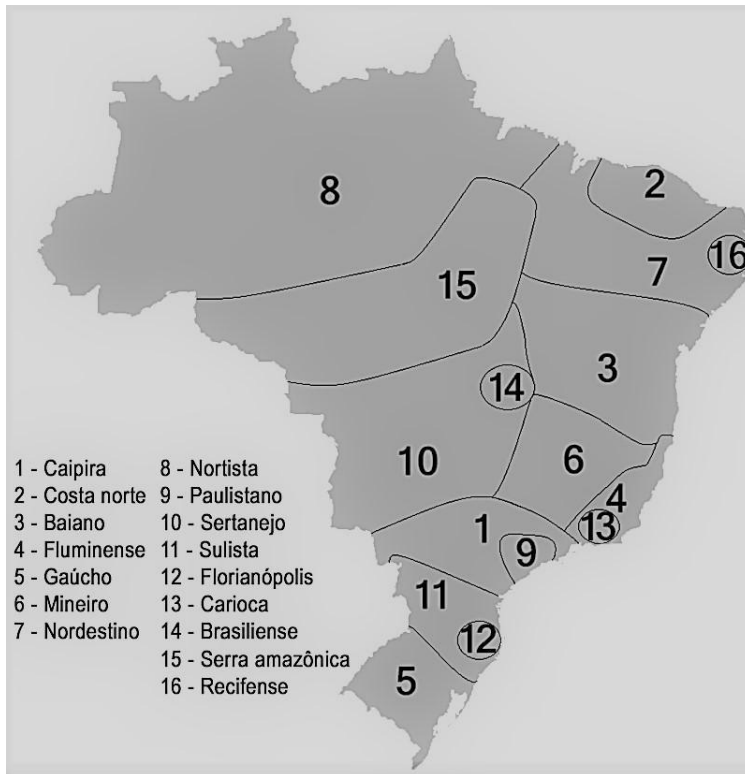 8
2
16
7
15
3
14
10
6
4
13
1
9
11
12
5
1 - Caipira
2 - Costa norte
3 - Baiano
4 - Fluminense
5 - Gaúcho
6 - Mineiro
7 - Nordestino
8 - Nortista
9 - Paulistano
10 - Sertanejo
11 - Sulista
12 - Florianópolis
13 - Carioca
14 - Brasiliense
15 - Serra amazônica
16 - Recifense